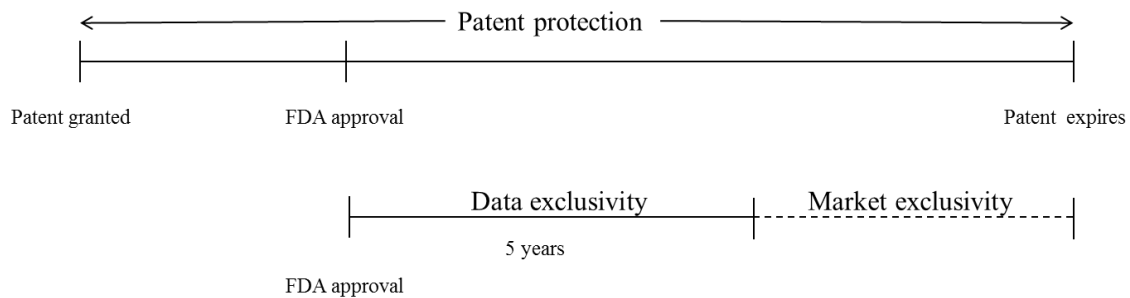 Patent protection
Patent granted
FDA approval
Patent expires
Data exclusivity
Market exclusivity
5 years
FDA approval